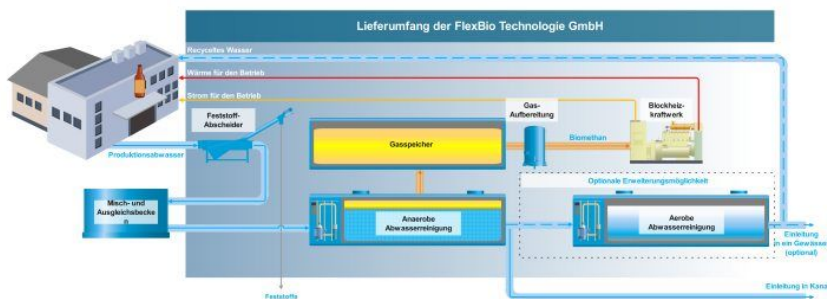 Lieferumfang der FlexBio Technologie GmbH
Recyceltes Wasser
Wärme für den Betrieb
Strom für den Betrieb
Feststoff-
Abscheider
Gas-
Aufbereitung
Blockheiz-
kraftwerk
Produktionsabwasser
Gasspeicher
Biomethan
Optionale Erweiterungsmöglichkeit
Misch- und
Ausgleichsbecke
n
Anaerobe
Abwasserreinigung
Aerobe
Abwasserreinigung
Einleitung
in ein Gewässe
(optional)
Feststoffe
Einleitung in Kana